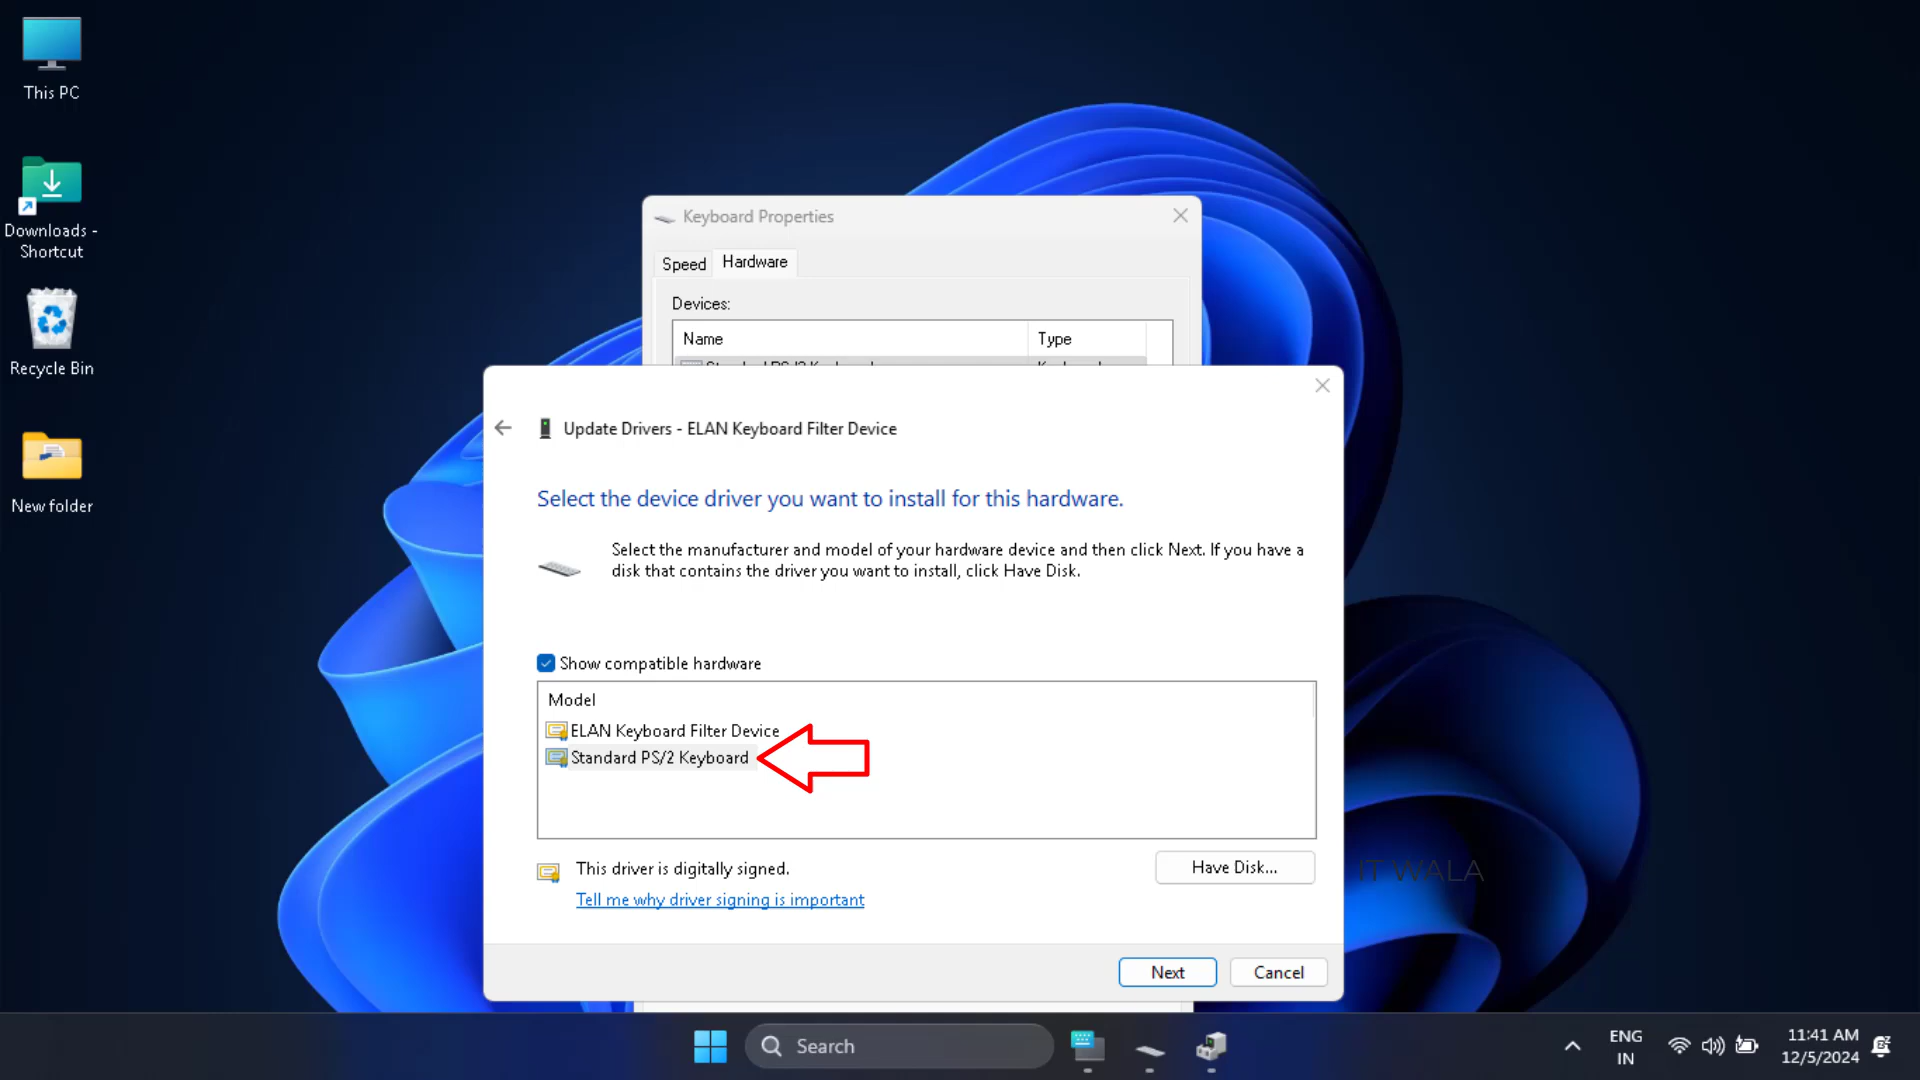 This PC
Downloads -
Shortcut
Recycle Bin
New folder
Keyboard Properties
Speed
Hardware
Devices:
Name
Type
Update Drivers - ELAN Keyboard Filter Device
Select the device driver you want to install for this hardware.
Select the manufacturer and model of your hardware device and then click Next. If you have a
disk that contains the driver you want to install, click Have Disk.
Show compatible hardware
Model
ELAN Keyboard Filter Device
Standard PS/2 Keyboard
This driver is digitally signed.
Have Disk...
Tell me why driver signing is important
IT WALA
Next
Cancel
Search
ENG
IN
11:41 AM
12/5/2024